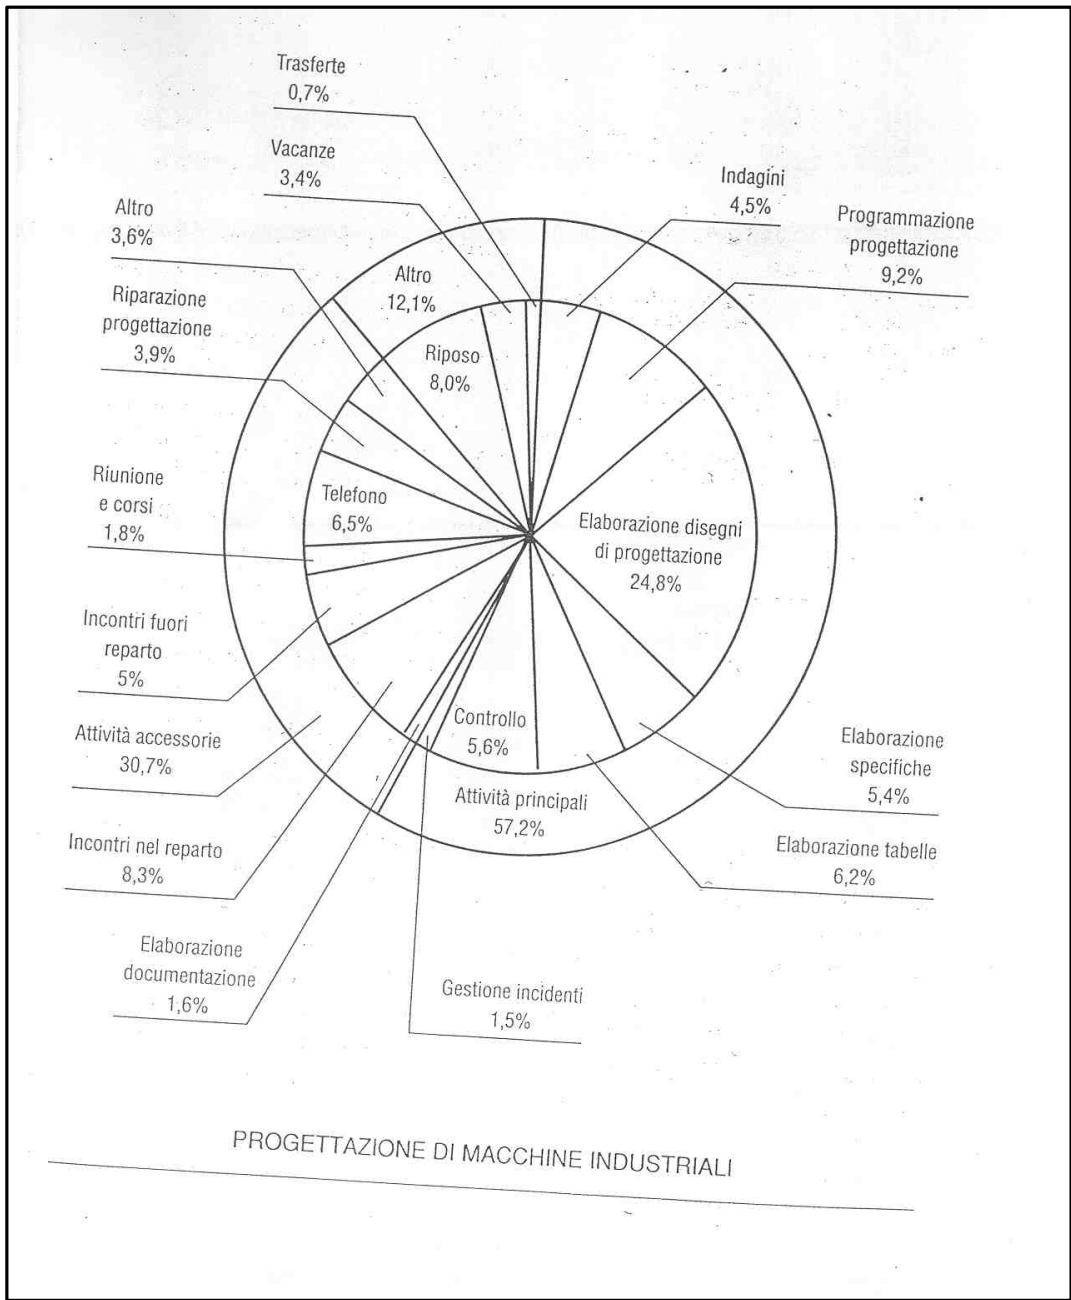 Trasferte
0,7%
Vacanze
3,4%
Indagini
4,5%
Programmazione
progettazione
9,2%
Altro
3,6%
Altro
12,1%
Riparazione
progettazione
3,9%
Riposo
8,0%
Riunione
e corsi
1,8%
Telefono
6,5%
Elaborazione disegni
di progettazione
24,8%
Incontri fuori
reparto
5%
Attività accessorie
30,7%
Controllo
5,6%
Elaborazione
specifiche
5,4%
Attività principali
57,2%
Incontri nel reparto
8,3%
Elaborazione tabelle
6,2%
Elaborazione
documentazione
1,6%
Gestione incidenti
1,5%
PROGETTAZIONE DI MACCHINE INDUSTRIALI